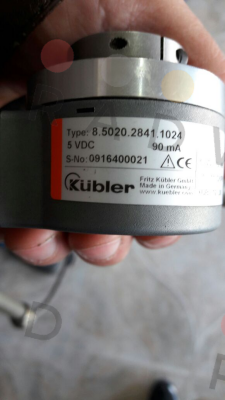 Type: 8.5020.2841.1024
5 VDC 90 mA
S-No: 0916400021 CE
Kübler
Fritz Kübler GmbH
Made in Germany
www.kuebler.com